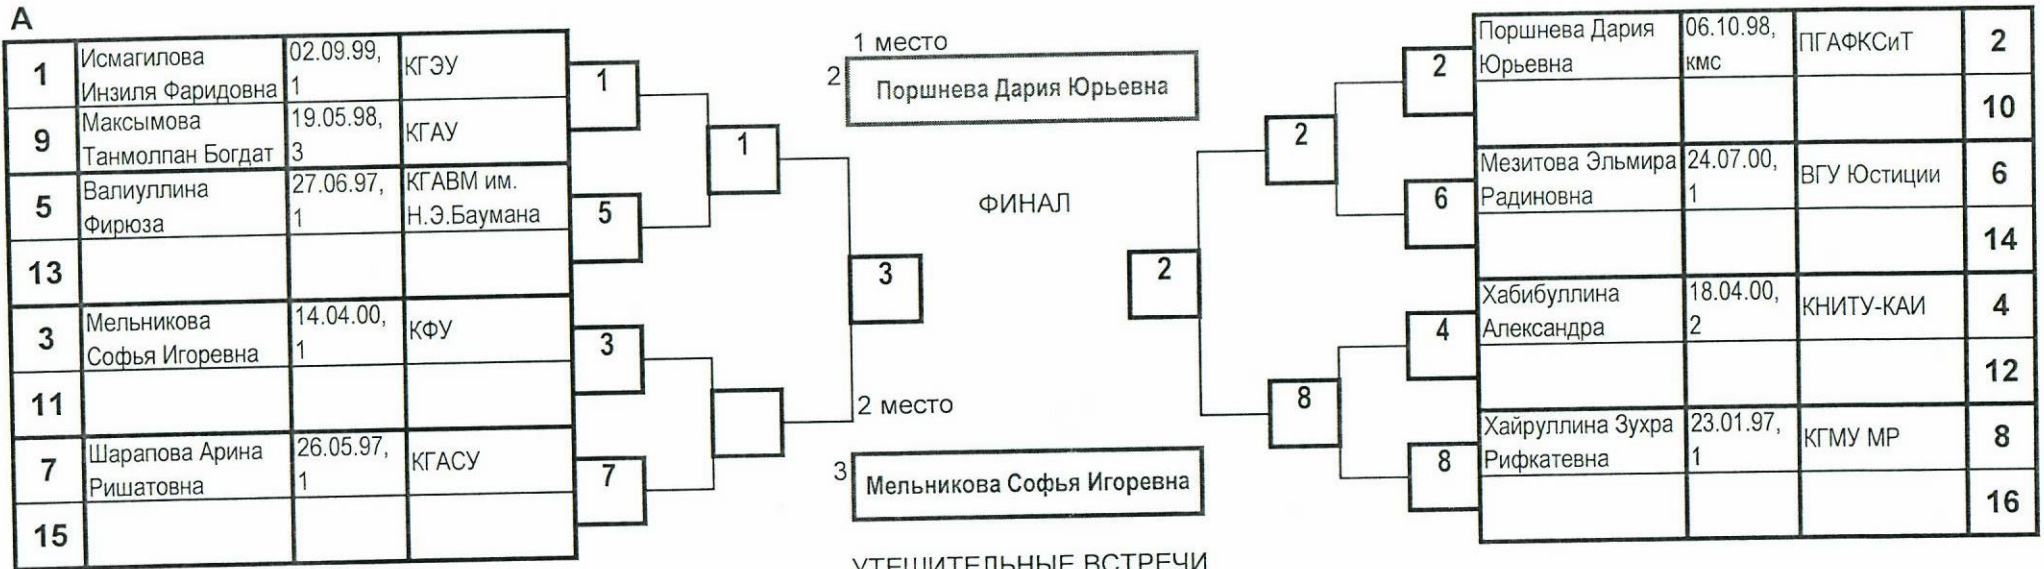 А
1 Исмагилова 02.09.99, КГЭУ
Инзиля Фаридовна 1
9 Максымова 19.05.98, КГАУ
Танмолпан Богдат 3
5 Валиуллина 27.06.97, КГАВМ им.
Фирюза 1 Н.Э.Баумана
13
3 Мельникова 14.04.00, КФУ
Софья Игоревна 1
11
7 Шарапова Арина 26.05.97, КГАСУ
Ришатовна 1
15
1
5
3
7
1
3
1 место
2 Поршнева Дария Юрьевна
ФИНАЛ
2 место
3 Мельникова Софья Игоревна
УТЕШИТЕЛЬНЫЕ ВСТРЕЧИ
2
2
8
2
6
4
8
Поршнева Дария 06.10.98, ПГАФКСиТ 2
Юрьевна кмс
10
Мезитова Эльмира 24.07.00, ВГУ Юстиции 6
Радиновна 1
14
Хабибуллина 18.04.00, КНИТУ-КАИ 4
Александра 2
12
Хайруллина Зухра 23.01.97, КГМУ МР 8
Рифкатевна 1
16